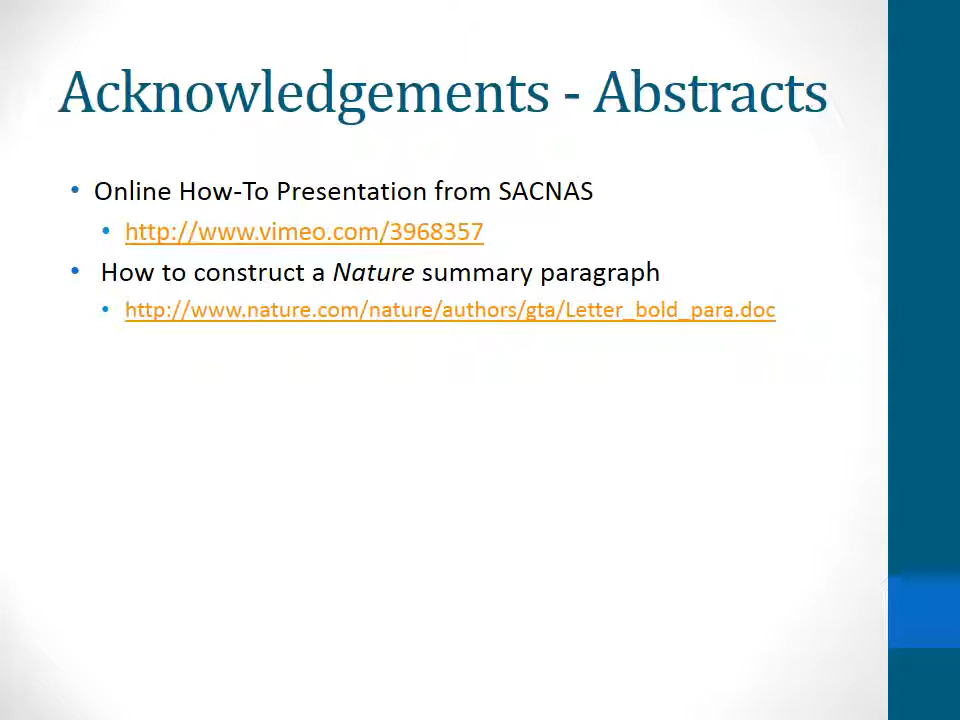 Acknowledgements - Abstracts
• Online How-To Presentation from SACNAS
• http://www.vimeo.com/3968357
• How to construct a Nature summary paragraph
• http://www.nature.com/nature/authors/gta/Letter_bold_para.doc